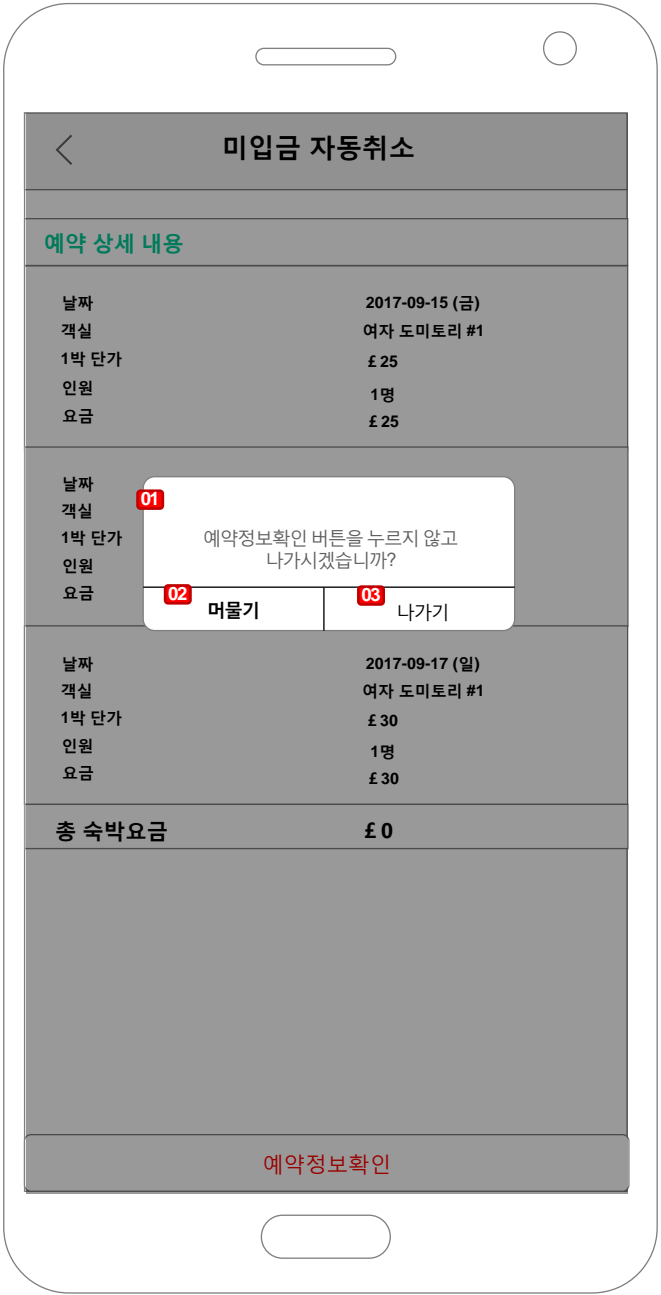 미입금 자동취소
예약 상세 내용
날짜 2017-09-15 (금)
객실 여자 도미토리 #1
1박 단가 £25
인원 1명
요금 £25
날짜
01
객실
1박 단가
예약정보확인 버튼을 누르지 않고
나가시겠습니까?
인원
요금
02 머물기
03 나가기
날짜 2017-09-17 (일)
객실 여자 도미토리 #1
1박 단가 £30
인원 1명
요금 £30
총 숙박요금 £0
예약정보확인